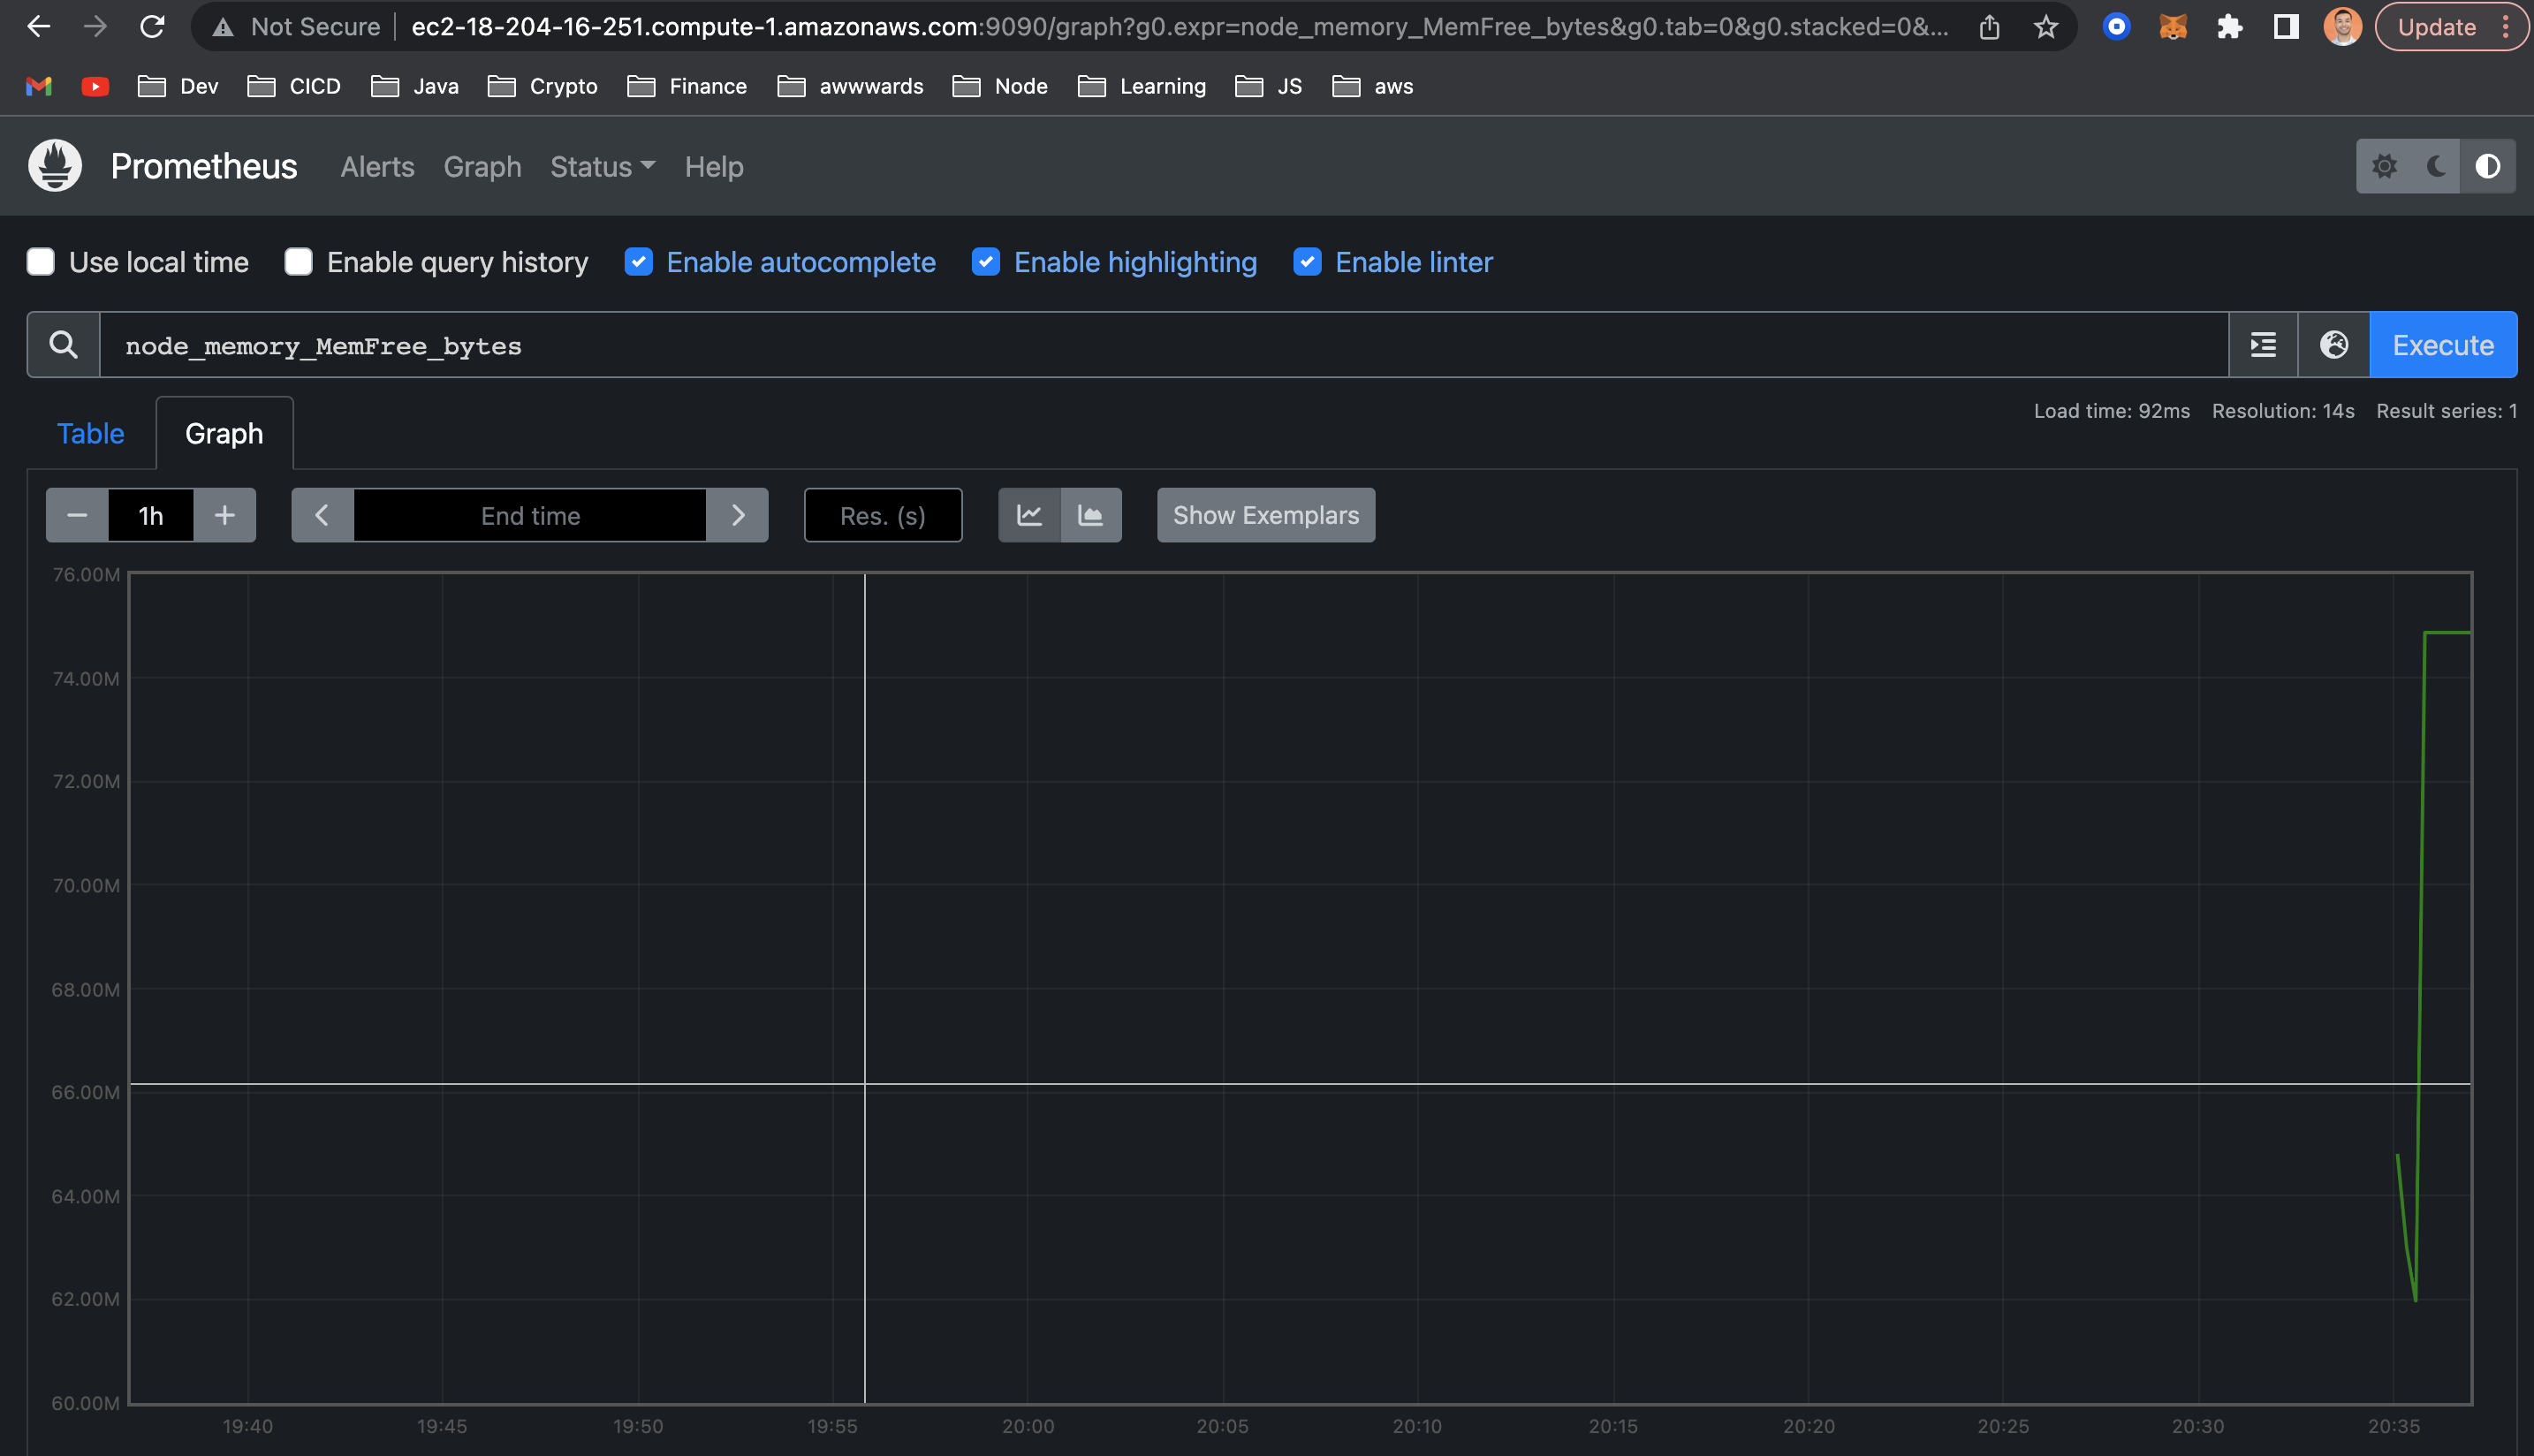 Not Secure ec2-18-204-16-251.compute-1.amazonaws.com:9090/graph?g0.expr=node_memory_MemFree_bytes&g0.tab=0&g0.stacked=0&... Update
Dev CICD Java Crypto Finance awwwards Node Learning JS aws
Prometheus Alerts Graph Status Help
Use local time Enable query history Enable autocomplete Enable highlighting Enable linter
node_memory_MemFree_bytes Execute
Table Graph Load time: 92ms Resolution: 14s Result series: 1
1h End time Res. (s) Show Exemplars
76.00M
74.00M
72.00M
70.00M
68.00M
66.00M
64.00M
62.00M
60.00M
19:40 19:45 19:50 19:55 20:00 20:05 20:10 20:15 20:20 20:25 20:30 20:35